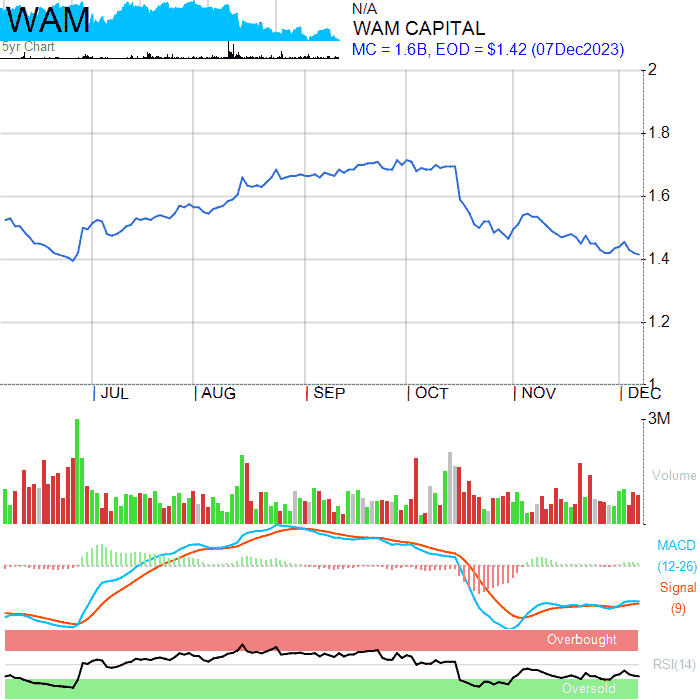 WAM
5yr Chart
N/A
WAM CAPITAL
MC = 1.6B, EOD = $1.42 (07Dec2023)
2
1.8
1.6
1.4
1.2
1
JUL AUG SEP OCT NOV DEC
3M
Volume
MACD
(12-26)
Signal
(9)
Overbought
RSI(14)
Oversold